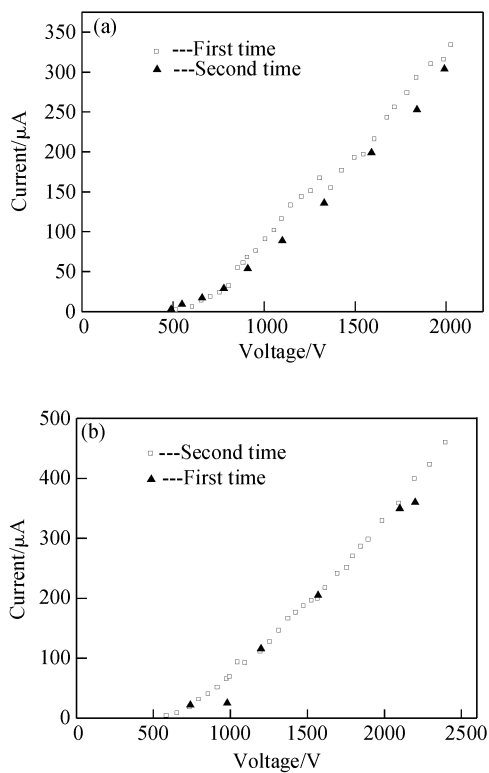 (a)
---First time
---Second time
350
300
250
200
150
100
50
0
Current/μA
0 500 1000 1500 2000
Voltage/V
(b)
---Second time
---First time
500
400
300
200
100
0
Current/μA
0 500 1000 1500 2000 2500
Voltage/V